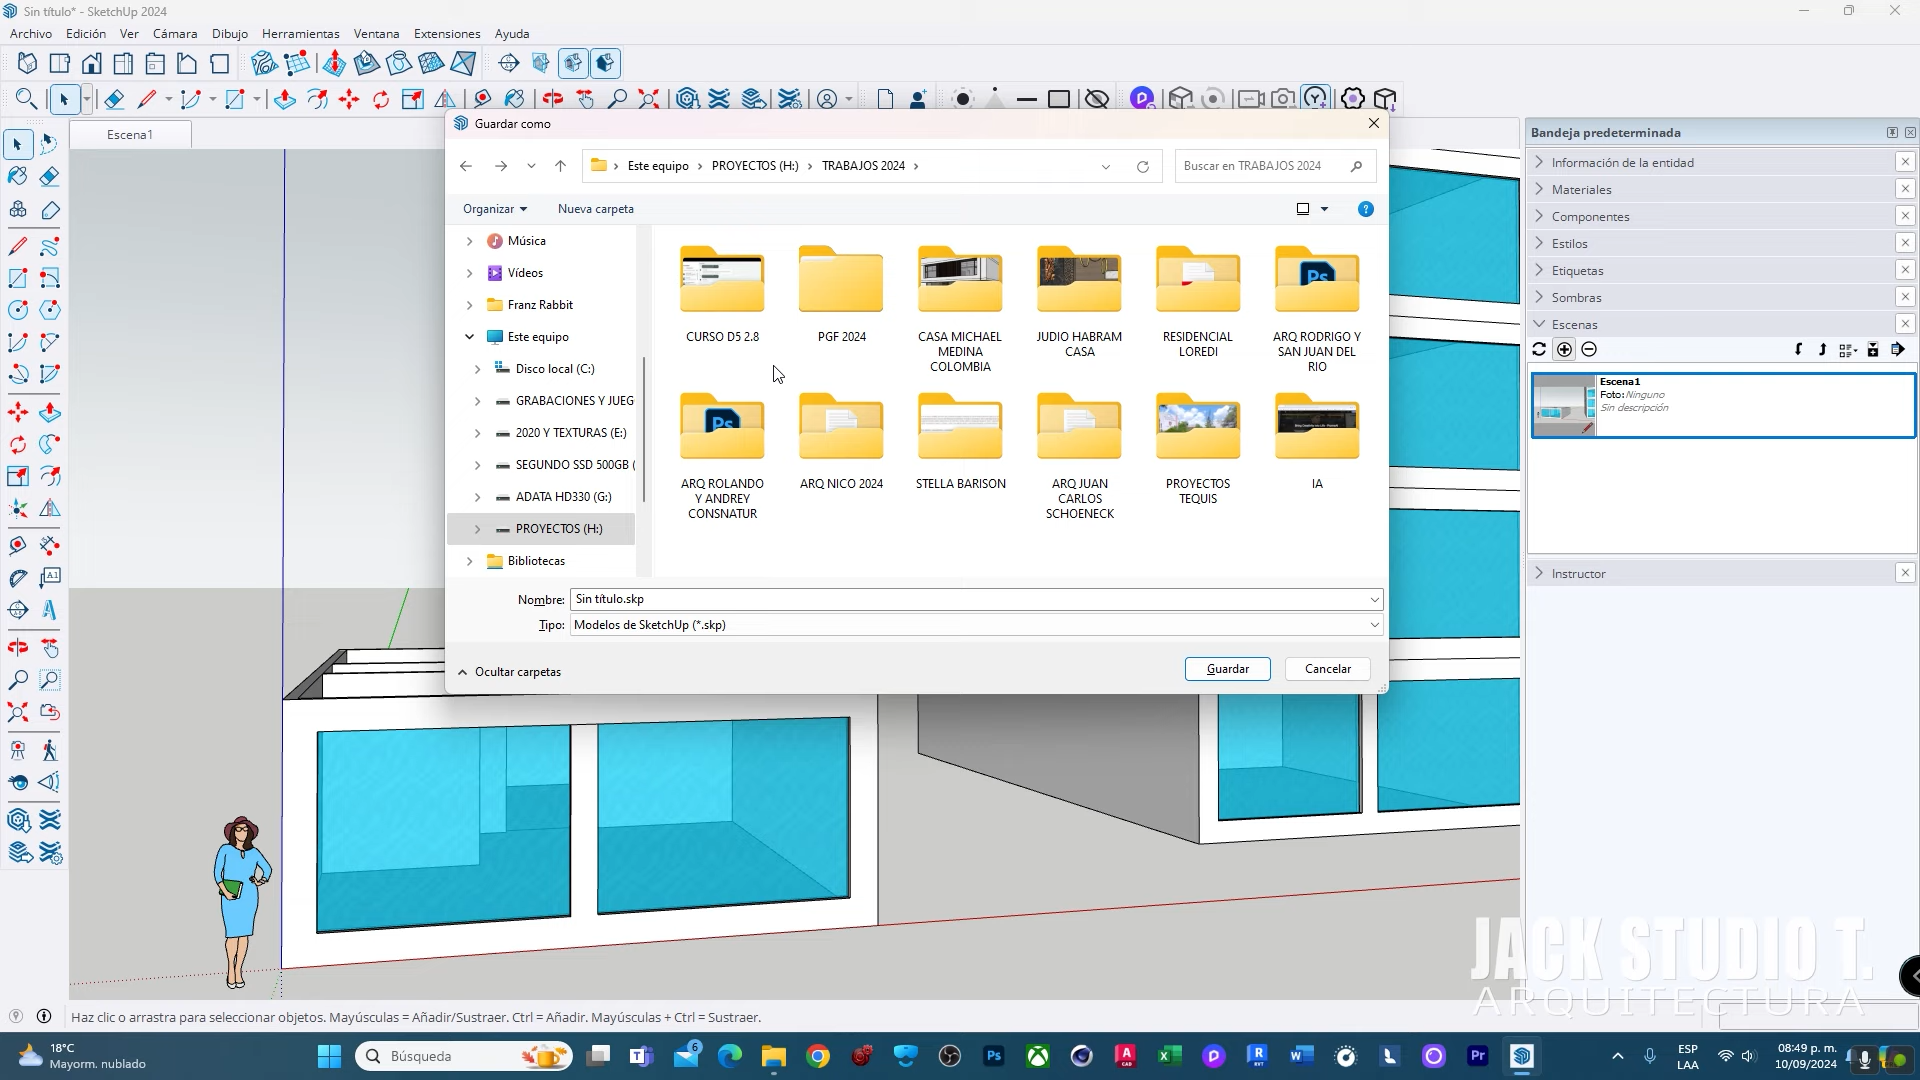 Sin título* - SketchUp 2024
Archivo Edición Ver Cámara Dibujo Herramientas Ventana Extensiones Ayuda
Escena1
Guardar como
Este equipo > PROYECTOS (H:) > TRABAJOS 2024 >
Buscar en TRABAJOS 2024
Organizar Nueva carpeta
Música
Vídeos
Franz Rabbit
Este equipo
Disco local (C:)
GRABACIONES Y JUEG
2020 Y TEXTURAS (E:)
SEGUNDO SSD 500GB (
ADATA HD330 (G:)
PROYECTOS (H:)
Bibliotecas
CURSO D5 2.8
PGF 2024
CASA MICHAEL
MEDINA
COLOMBIA
JUDIO HABRAM
CASA
RESIDENCIAL
LOREDI
Ps
ARQ RODRIGO Y
SAN JUAN DEL
RIO
Ps
ARQ ROLANDO
Y ANDREY
CONSNATUR
ARQ NICO 2024
STELLA BARISON
ARQ JUAN
CARLOS
SCHOENECK
PROYECTOS
TEQUIS
IA
Nombre: Sin título.skp
Tipo: Modelos de SketchUp (*.skp)
Ocultar carpetas
Guardar
Cancelar
Bandeja predeterminada
Información de la entidad
Materiales
Componentes
Estilos
Etiquetas
Sombras
Escenas
Escena1
Foto: Ninguno
Sin descripción
Instructor
JACK STUDIO T.
ARQUITECTURA
Haz clic o arrastra para seleccionar objetos. Mayúsculas = Añadir/Sustraer. Ctrl = Añadir. Mayúsculas + Ctrl = Sustraer.
18°C
Mayorm. nublado
Búsqueda
6
ESP
LAA
08:49 p. m.
10/09/2024